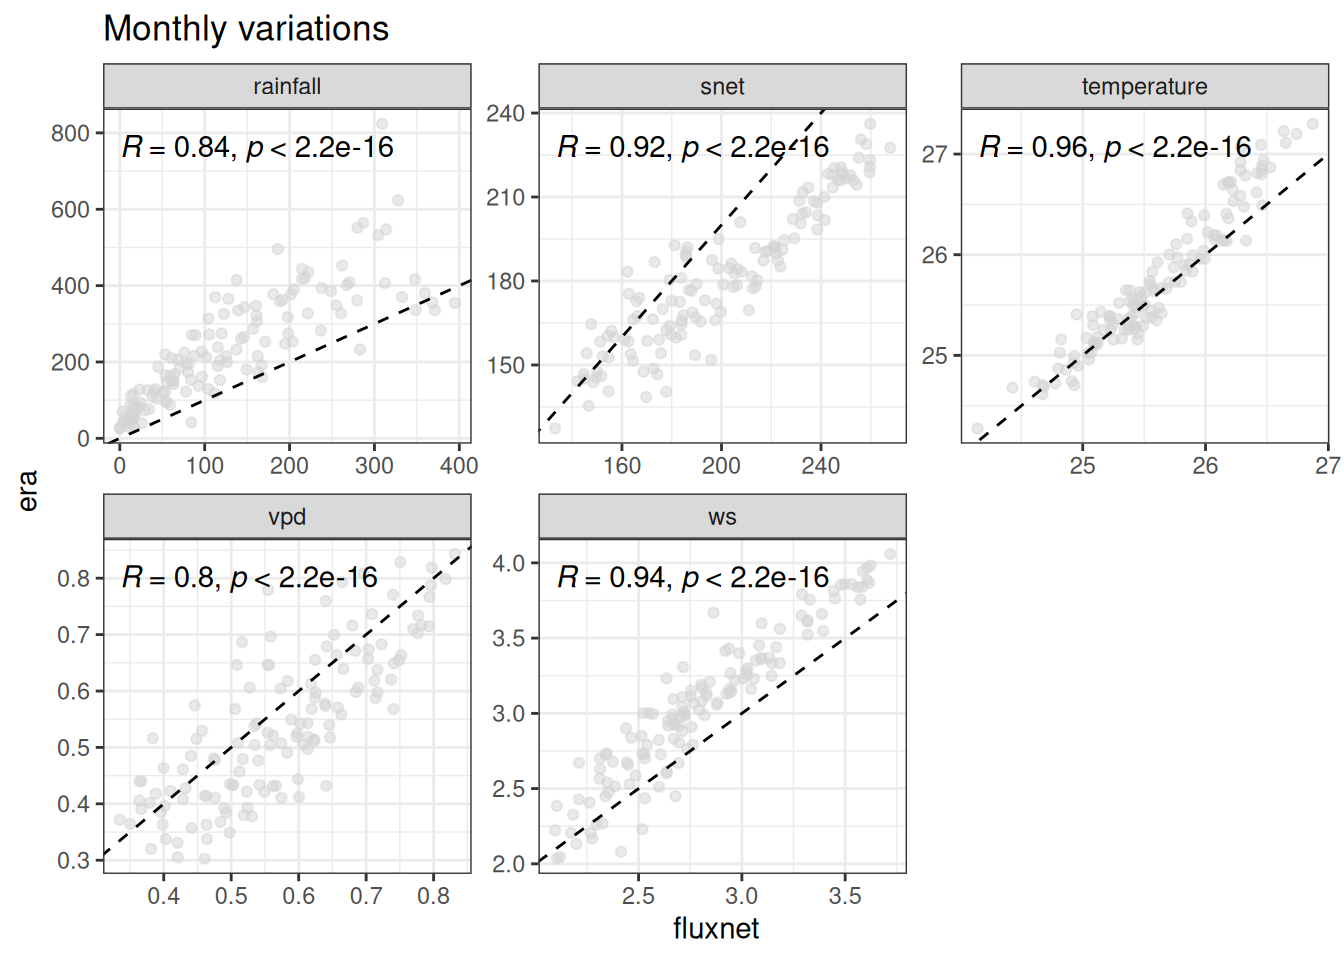 Monthly variations
rainfall
snet
temperature
R = 0.84, p < 2.2e-16
R = 0.92, p < 2.2e-16
R = 0.96, p < 2.2e-16
800
600
400
200
0
240
210
180
150
27
26
25
0 100 200 300 400
160 200 240
25 26 27
era
vpd
ws
R = 0.8, p < 2.2e-16
R = 0.94, p < 2.2e-16
0.8
0.7
0.6
0.5
0.4
0.3
4.0
3.5
3.0
2.5
2.0
0.4 0.5 0.6 0.7 0.8
2.5 3.0 3.5
fluxnet